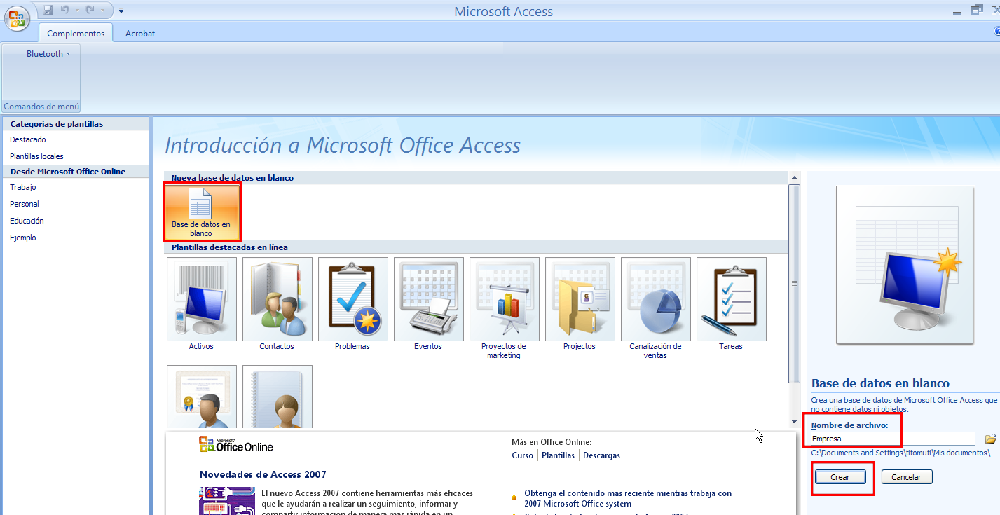 Microsoft Access
Complementos
Acrobat
Bluetooth
Comandos de menú
Categorías de plantillas
Destacado
Plantillas locales
Desde Microsoft Office Online
Trabajo
Personal
Educación
Ejemplo
Introducción a Microsoft Office Access
Nueva base de datos en blanco
Base de datos en
blanco
Plantillas destacadas en línea
Activos
Contactos
Problemas
Eventos
Proyectos de
marketing
Projectos
Canalización de
ventas
Tareas
Microsoft
Office Online
Más en Office Online:
Curso
Plantillas
Descargas
Novedades de Access 2007
El nuevo Access 2007 contiene herramientas más eficaces
que le ayudarán a realizar un seguimiento, informar y
compartir información de manera más rápida en un
Obtenga el contenido más reciente mientras trabaja con
2007 Microsoft Office system
Base de datos en blanco
Crea una base de datos de Microsoft Office Access que
no contiene datos ni objetos.
Nombre de archivo:
Empresa
C:\Documents and Settings\titomuti\Mis documentos\
Crear
Cancelar